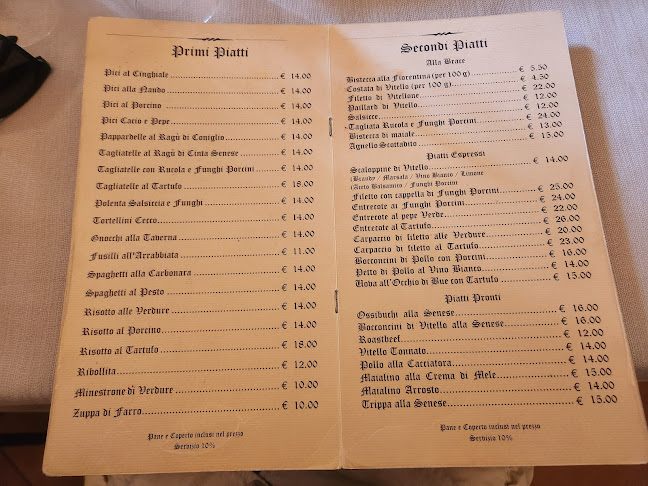 Primi Piatti
Pici al Cinghiale € 14.00
Pici alla Nando € 14.00
Pici al Porcino € 14.00
Pici Cacio e Pepe € 14.00
Pappardelle al Ragù di Coniglio € 14.00
Tagliatelle al Ragù di Cinta Senese € 14.00
Tagliatelle con Rucola e Funghi Porcini € 14.00
Tagliatelle al Tartufo € 18.00
Polenta Salsiccia e Funghi € 14.00
Tortellini Cecco € 14.00
Gnocchi alla Taverna € 14.00
Fusilli all'Arrabbiata € 11.00
Spaghetti alla Carbonara € 14.00
Spaghetti al Pesto € 14.00
Risotto alle Verdure € 14.00
Risotto al Porcino € 14.00
Risotto al Tartufo € 18.00
Ribollita € 12.00
Minestrone di Verdure € 10.00
Zuppa di Farro € 10.00
Pane e Coperto inclusi nel prezzo
Servizio 10%
Secondi Piatti
Alla Brace
Bistecca alla Fiorentina (per 100 g) € 5.50
Costata di Vitello (per 100 g) € 4.50
Filetto di Vitellone € 22.00
Paillard di Vitello € 12.00
Salsicce € 12.00
Tagliata Rucola e Funghi Porcini € 24.00
Bistecca di maiale € 13.00
Agnello Scottadito € 15.00
Piatti Espressi
Scaloppine di Vitello € 14.00
(Brandy / Marsala / Vino Bianco / Limone
(Aceto Balsamico / Funghi Porcini
Filetto con cappella di Funghi Porcini € 25.00
Entrecote ai Funghi Porcini € 24.00
Entrecote al pepe Verde € 22.00
Entrecote al Tartufo € 26.00
Carpaccio di filetto alle Verdure € 20.00
Carpaccio di filetto al Tartufo € 23.00
Bocconcini di Pollo con Porcini € 16.00
Petto di Pollo al Vino Bianco € 14.00
Uova all'Occhio di Bue con Tartufo € 15.00
Piatti Pronti
Ossibuchi alla Senese € 16.00
Bocconcini di Vitello alla Senese € 16.00
Roastbeef € 12.00
Vitello Tonnato € 14.00
Pollo alla Cacciatora € 14.00
Maialino alla Crema di Mele € 15.00
Maialino Arrosto € 14.00
Trippa alla Senese € 15.00
Pane e Coperto inclusi nel prezzo
Servizio 10%